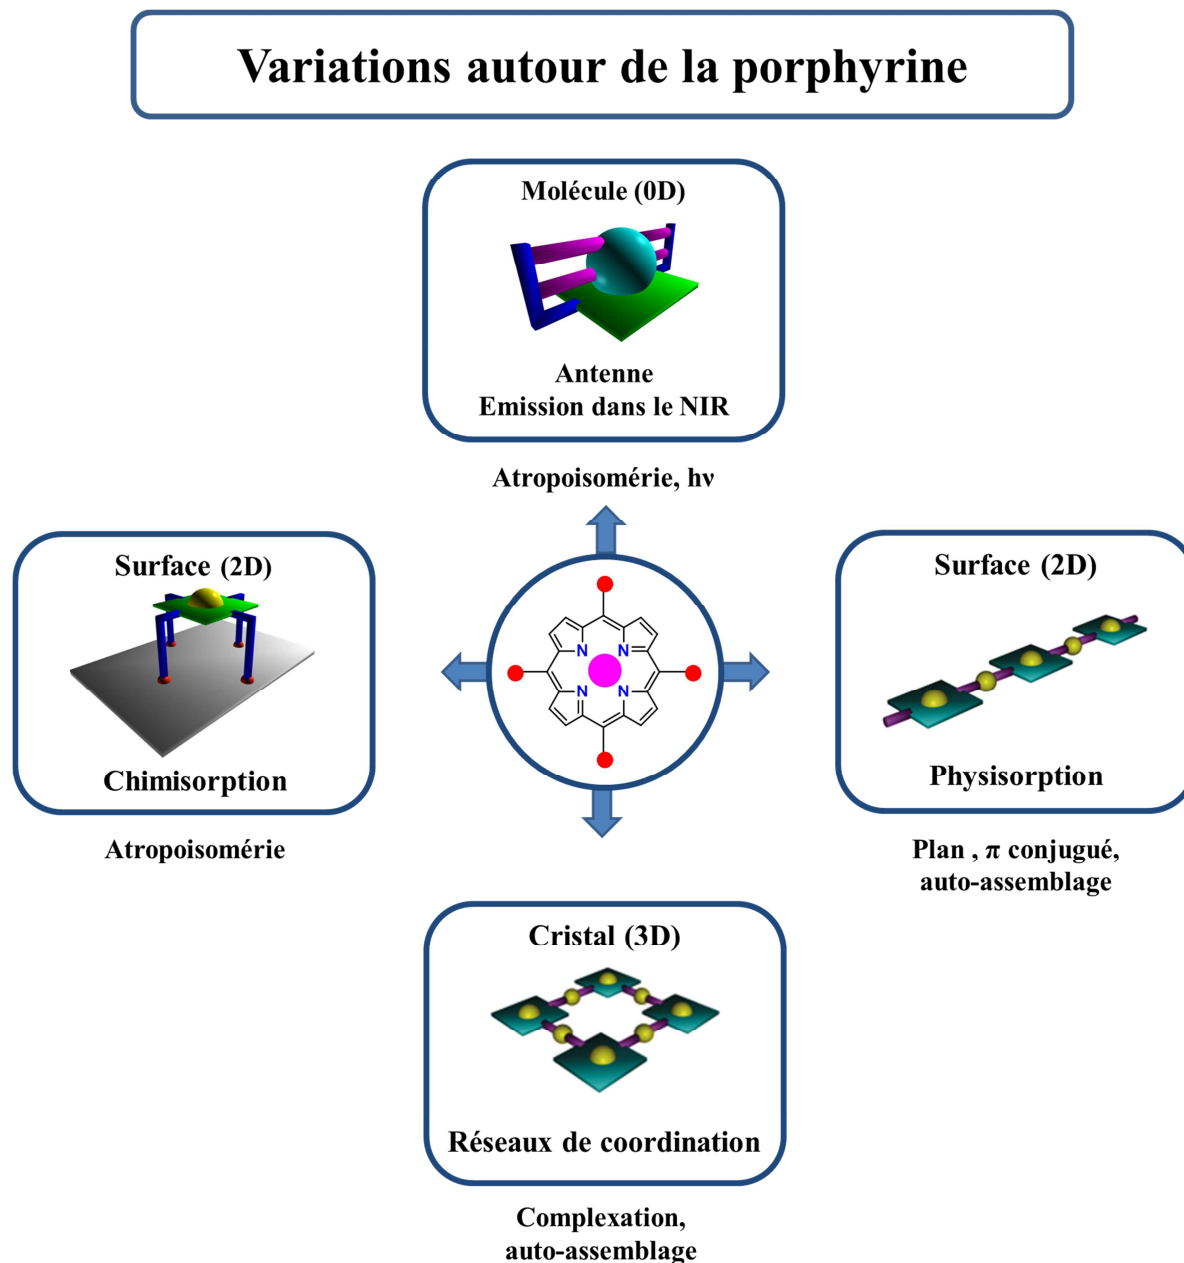 Variations autour de la porphyrine
Molécule (0D)
Antenne
Emission dans le NIR
Atropoisomérie, hν
Surface (2D)
Chimisorption
Atropoisomérie
N
N
N
N
Surface (2D)
Physisorption
Plan , π conjugué,
auto-assemblage
Cristal (3D)
Réseaux de coordination
Complexation,
auto-assemblage